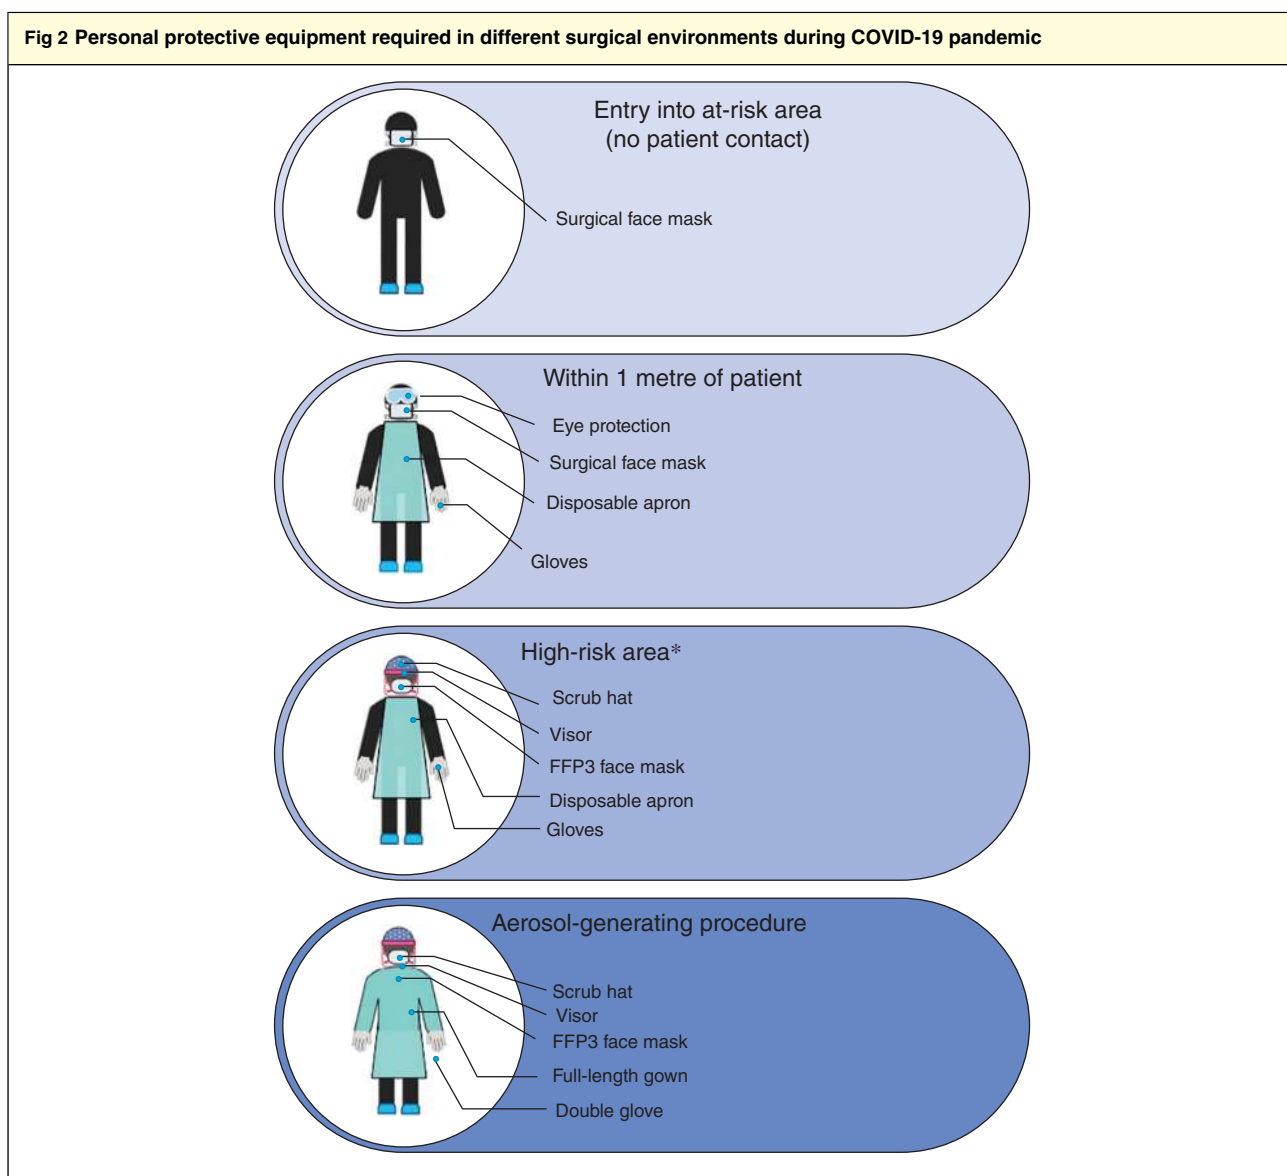 Fig 2 Personal protective equipment required in different surgical environments during COVID-19 pandemic
Entry into at-risk area
(no patient contact)
Surgical face mask
Within 1 metre of patient
Eye protection
Surgical face mask
Disposable apron
Gloves
High-risk area*
Scrub hat
Visor
FFP3 face mask
Disposable apron
Gloves
Aerosol-generating procedure
Scrub hat
Visor
FFP3 face mask
Full-length gown
Double glove